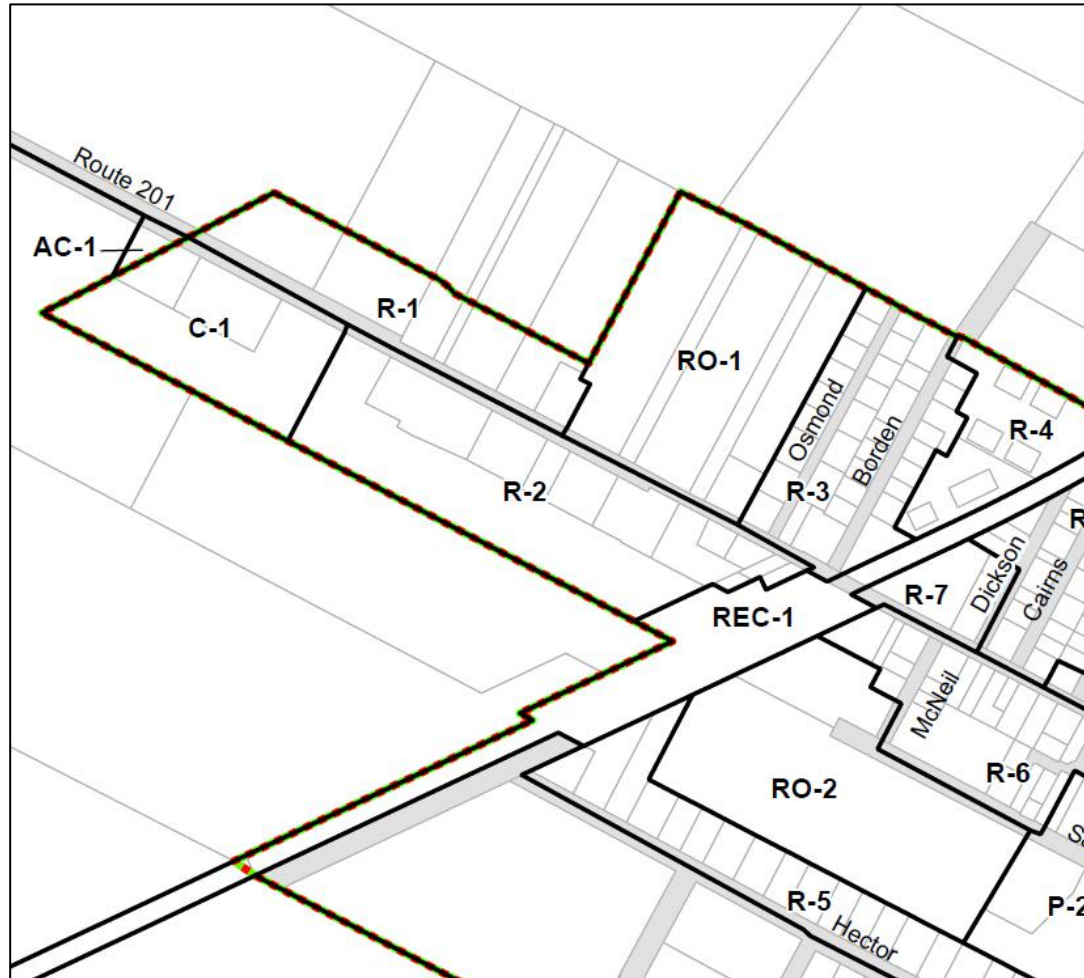 Route 201
AC-1
C-1
R-1
RO-1
Osmond
Borden
R-4
R-2
R-3
R
Dickson
Cairns
R-7
REC-1
McNeil
R-6
RO-2
R-5
Hector
P-2